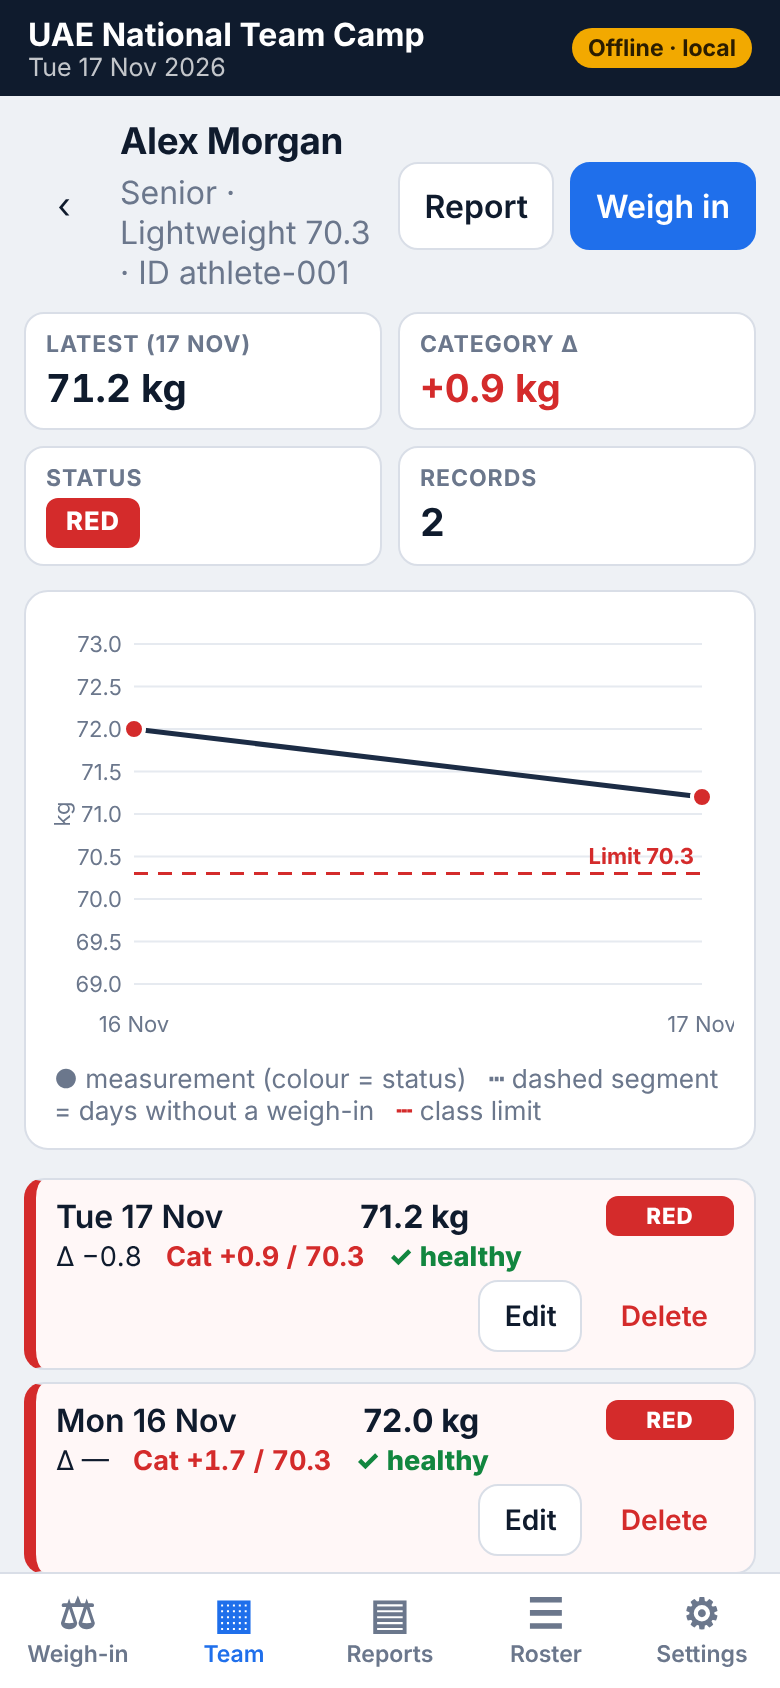 UAE National Team Camp
Tue 17 Nov 2026
Offline · local
‹
Alex Morgan
Senior ·
Lightweight 70.3
· ID athlete-001
Report
Weigh in
LATEST (17 NOV)
71.2 kg
CATEGORY Δ
+0.9 kg
STATUS
RED
RECORDS
2
73.0
72.5
72.0
71.5
kg
71.0
70.5
Limit 70.3
70.0
69.5
69.0
16 Nov
17 Nov
measurement (colour = status) ┅ dashed segment
= days without a weigh-in ┅ class limit
Tue 17 Nov 71.2 kg RED
Δ −0.8 Cat +0.9 / 70.3 ✓ healthy
Edit Delete
Mon 16 Nov 72.0 kg RED
Δ — Cat +1.7 / 70.3 ✓ healthy
Edit Delete
Weigh-in
Team
Reports
Roster
Settings